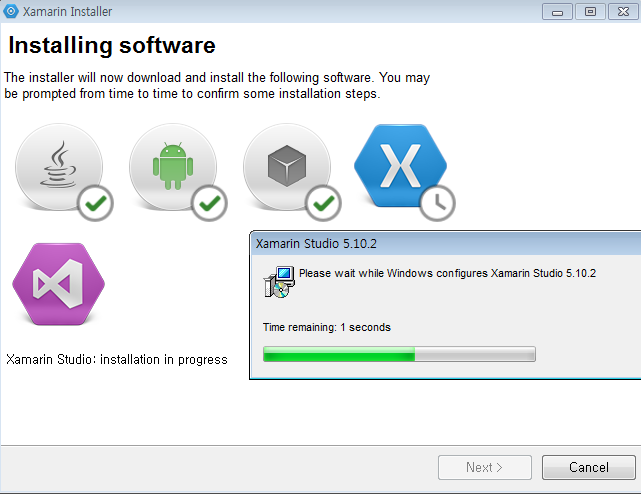 Xamarin Installer
Installing software
The installer will now download and install the following software. You may
be prompted from time to time to confirm some installation steps.
Xamarin Studio 5.10.2
Please wait while Windows configures Xamarin Studio 5.10.2
Time remaining: 1 seconds
Xamarin Studio: installation in progress
Next >
Cancel